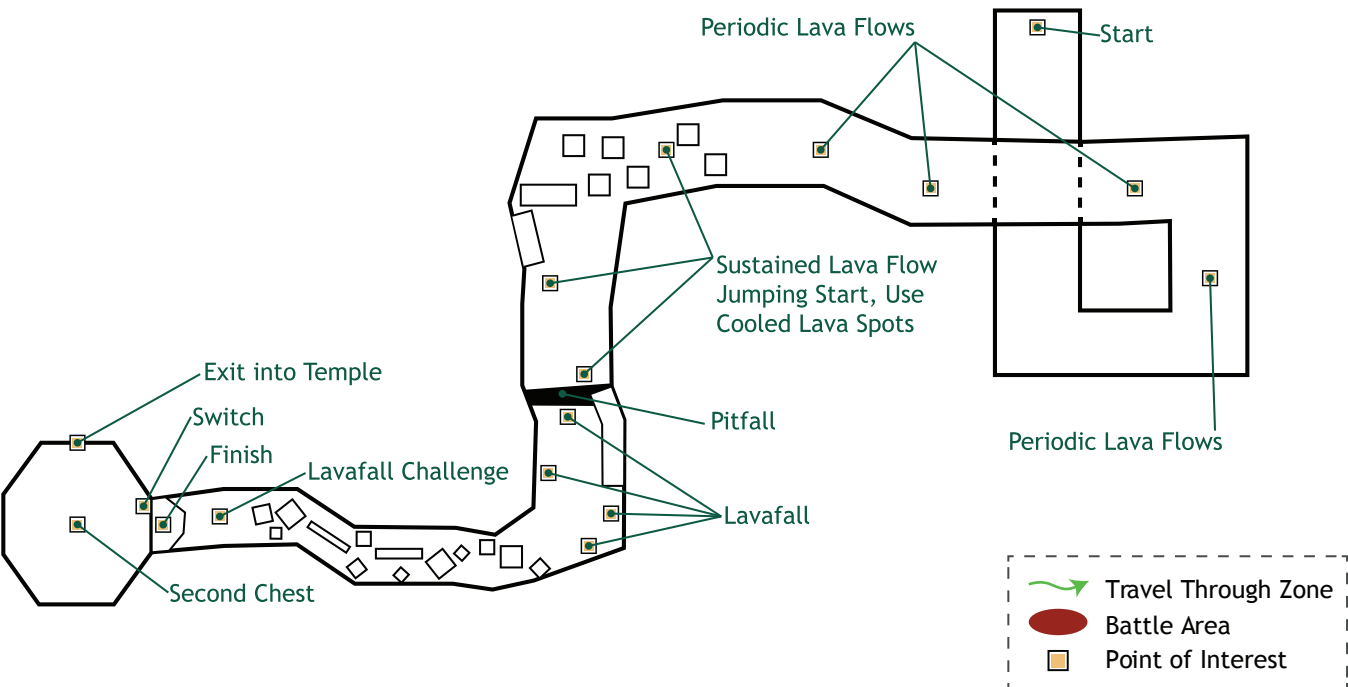 Periodic Lava Flows
Start
Sustained Lava Flow
Jumping Start, Use
Cooled Lava Spots
Exit into Temple
Switch
Finish
Lavafall Challenge
Pitfall
Periodic Lava Flows
Lavafall
Second Chest
Travel Through Zone
Battle Area
Point of Interest